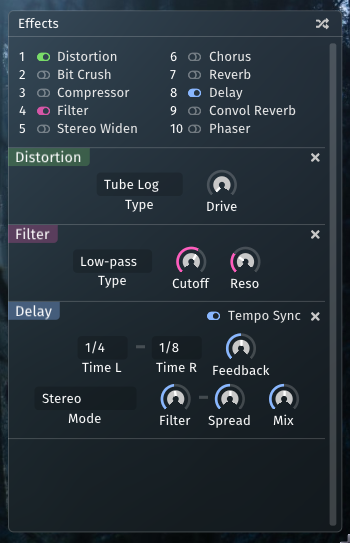 Effects
1 Distortion 6 Chorus
2 Bit Crush 7 Reverb
3 Compressor 8 Delay
4 Filter 9 Convol Reverb
5 Stereo Widen 10 Phaser
Distortion
Tube Log
Type Drive
Filter
Low-pass
Type Cutoff Reso
Delay Tempo Sync
1/4 1/8
Time L Time R Feedback
Stereo
Mode Filter Spread Mix